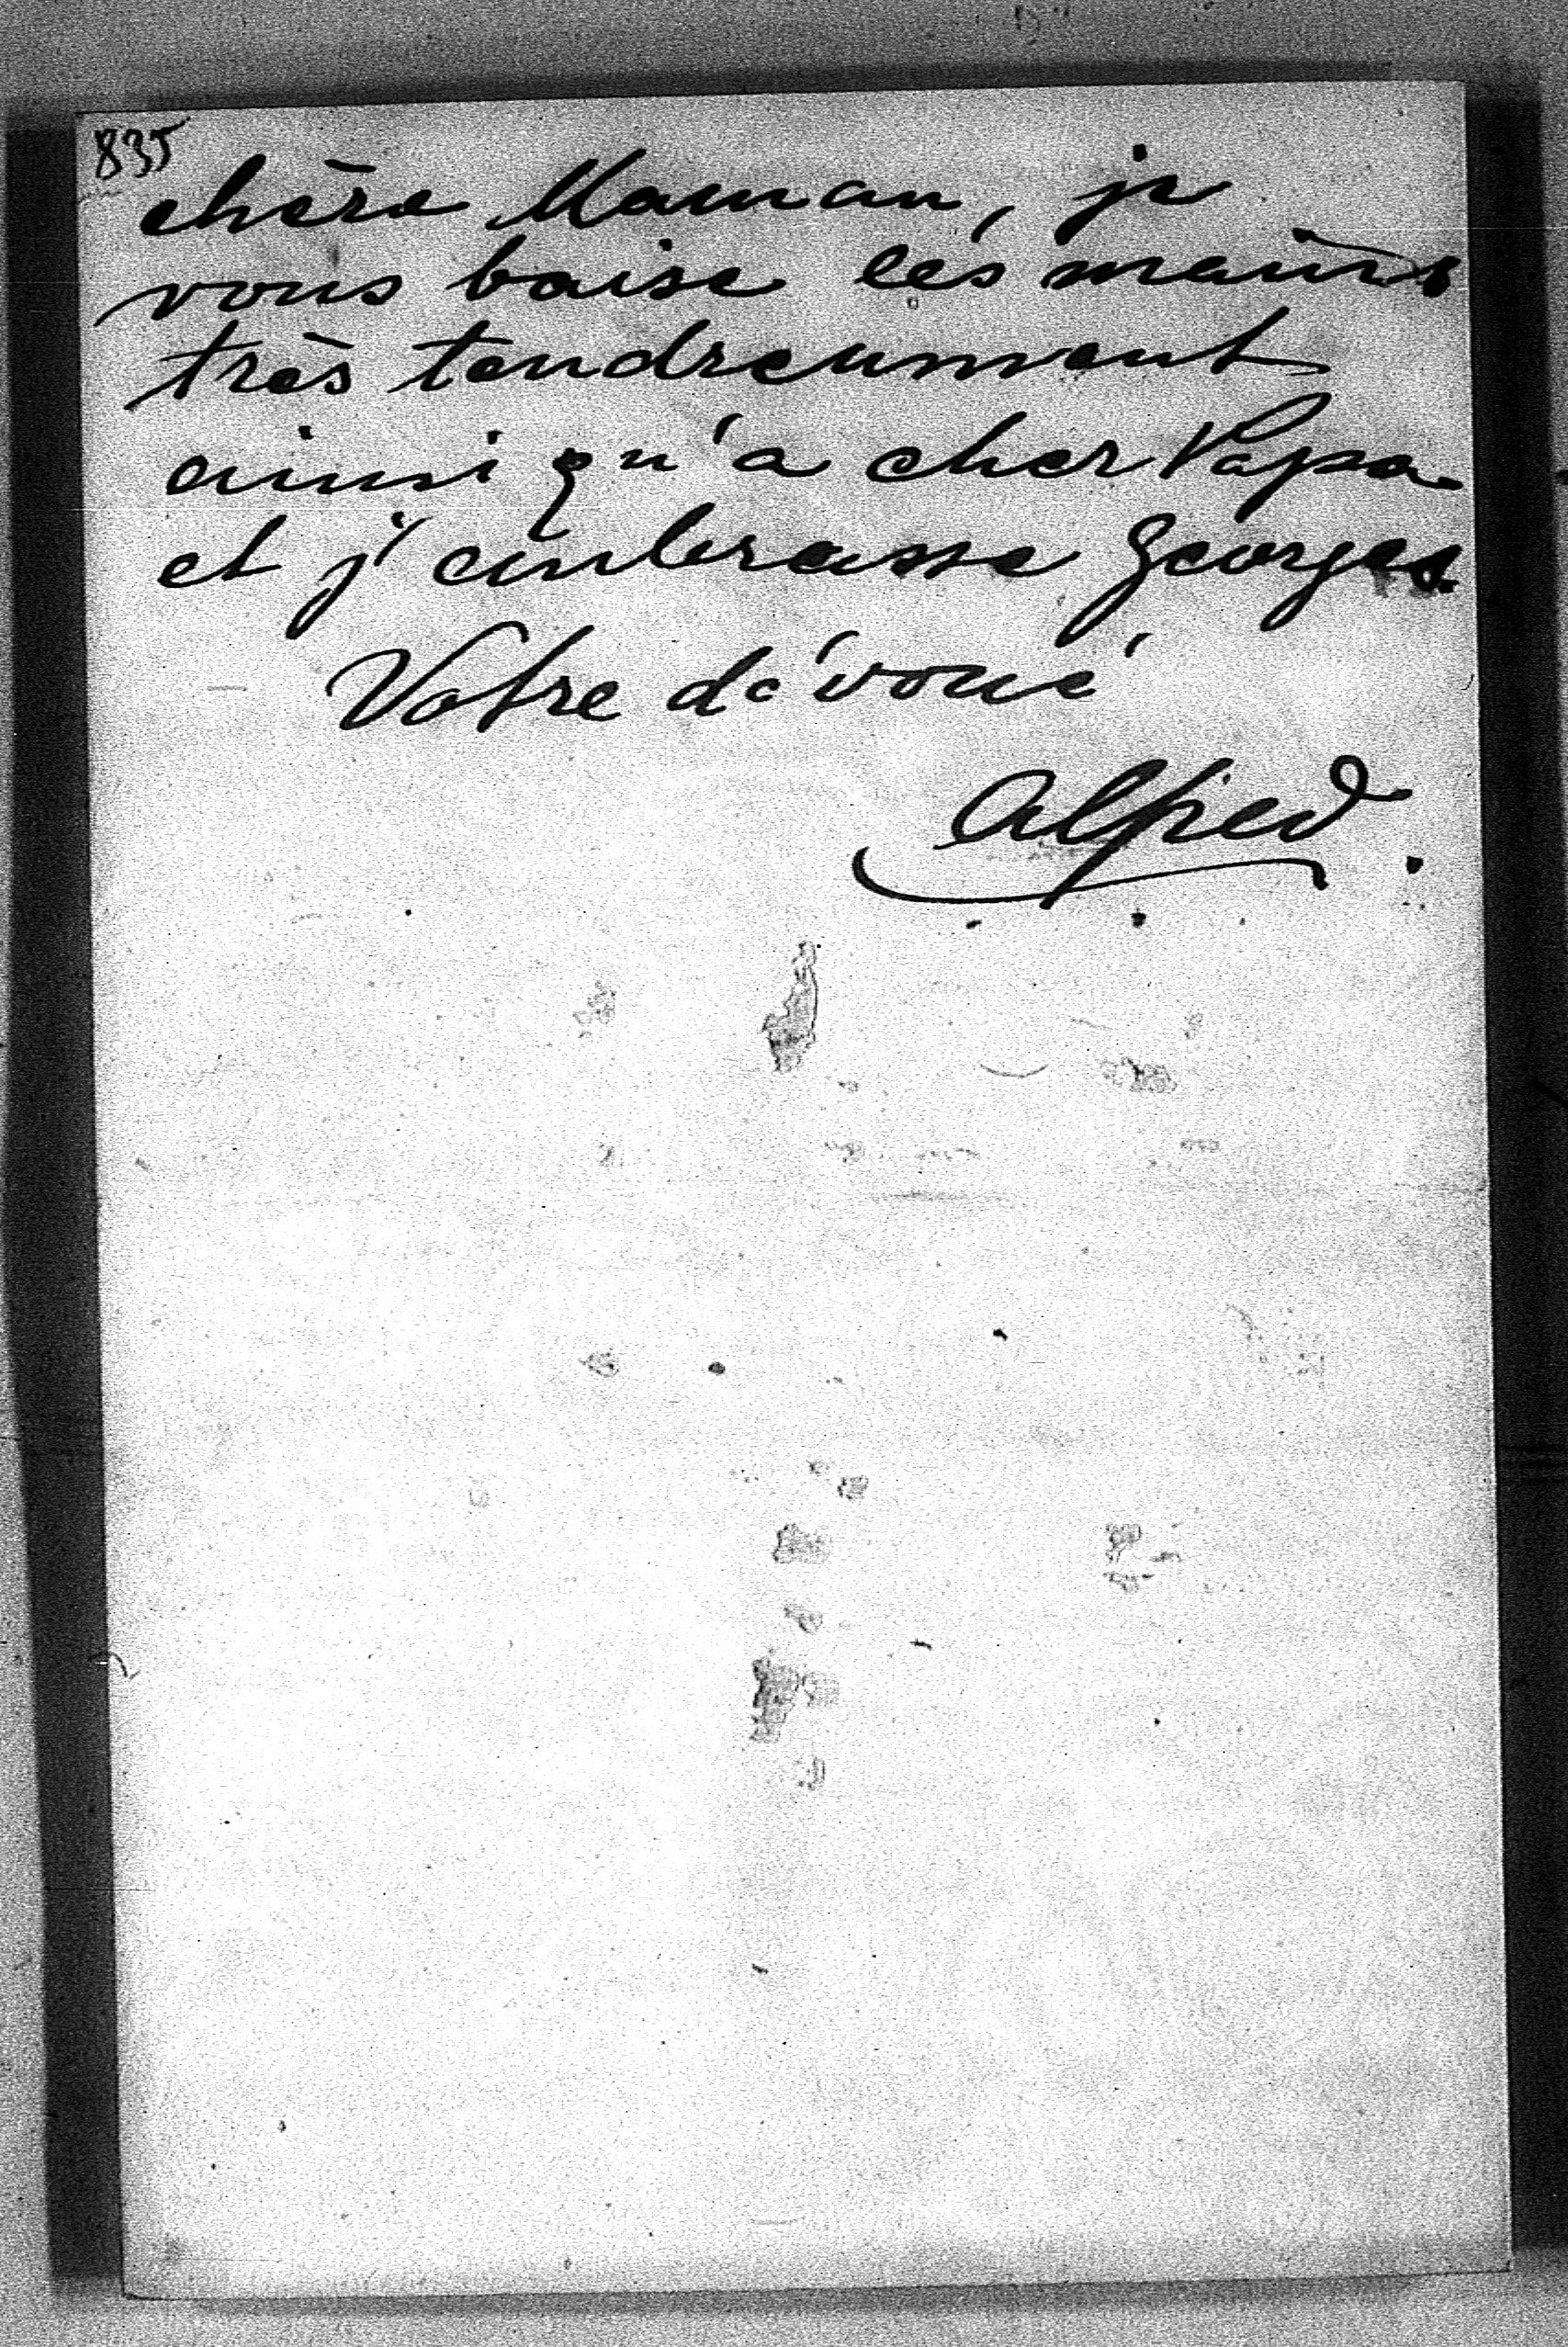 835
chère Maman, je
vous baise les mains
très tendrement
ainsi qu'a cher Papa
et j'embrasse Georges.
Votre dévoué
Alfred.